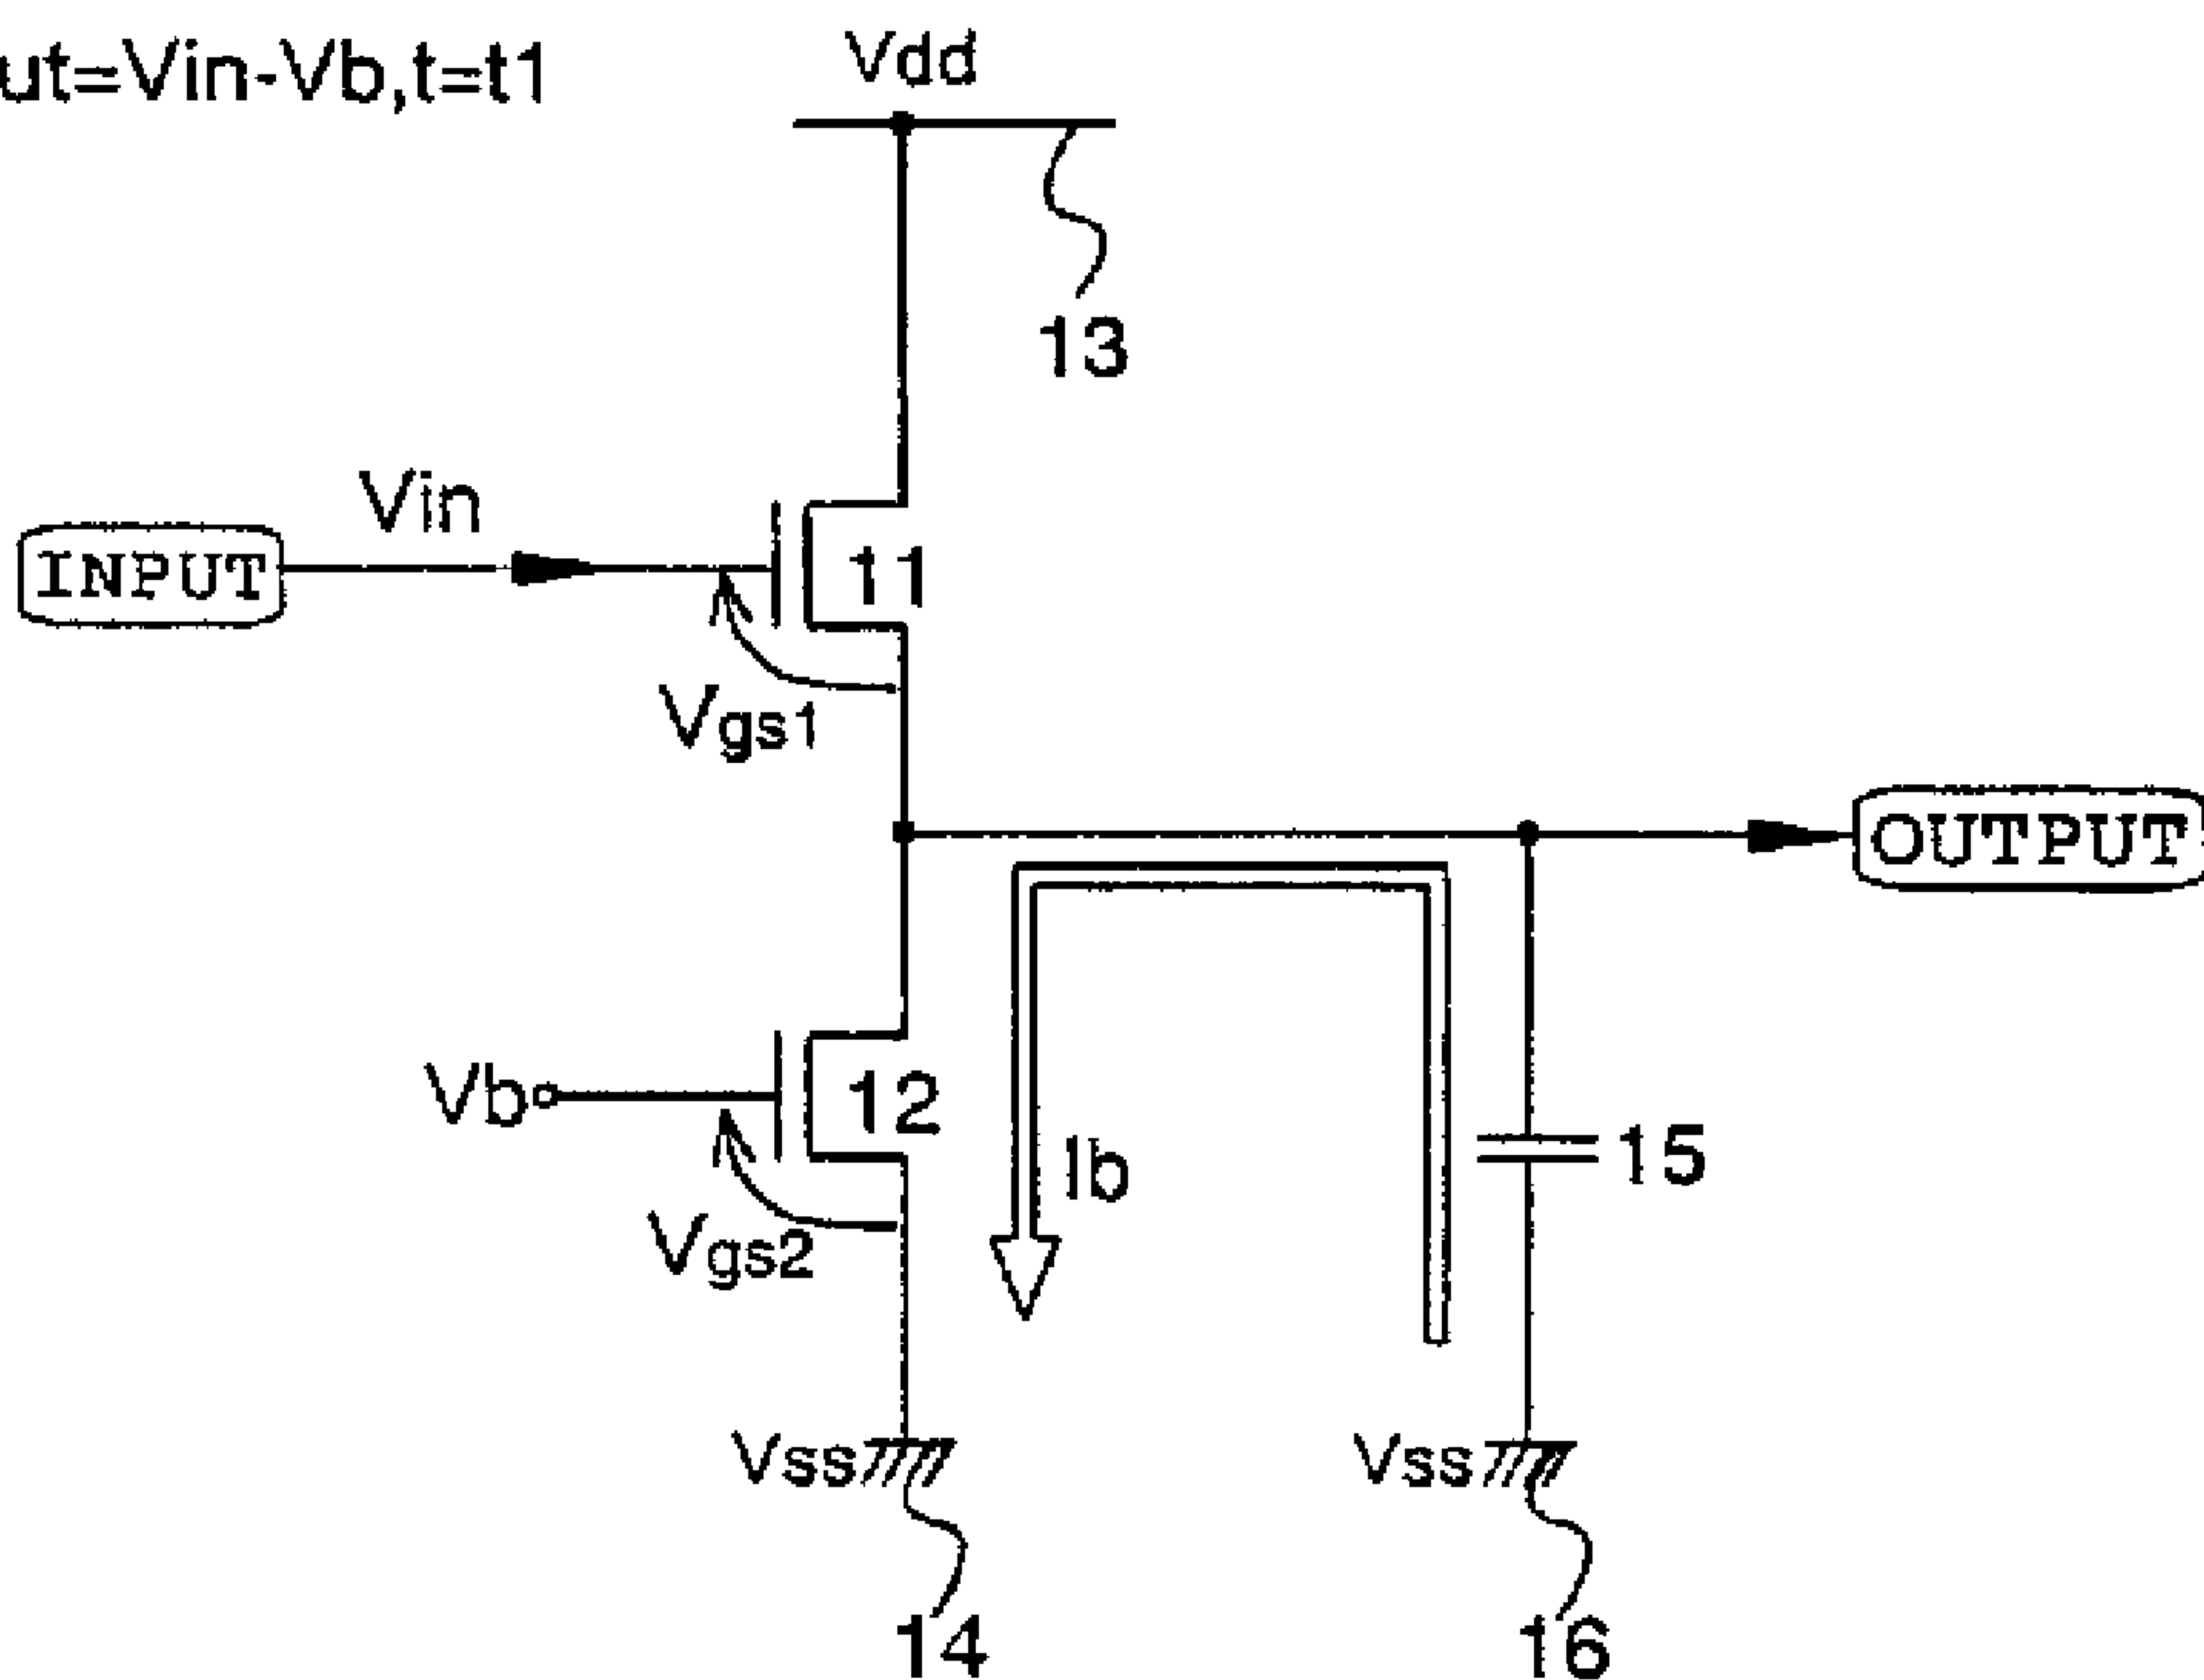 ut=Vin-Vb,t=t1
Vdd
13
Vin
INPUT
11
Vgs1
OUTPUT
Vb
12
Ib
15
Vgs2
Vss
Vss
14
16